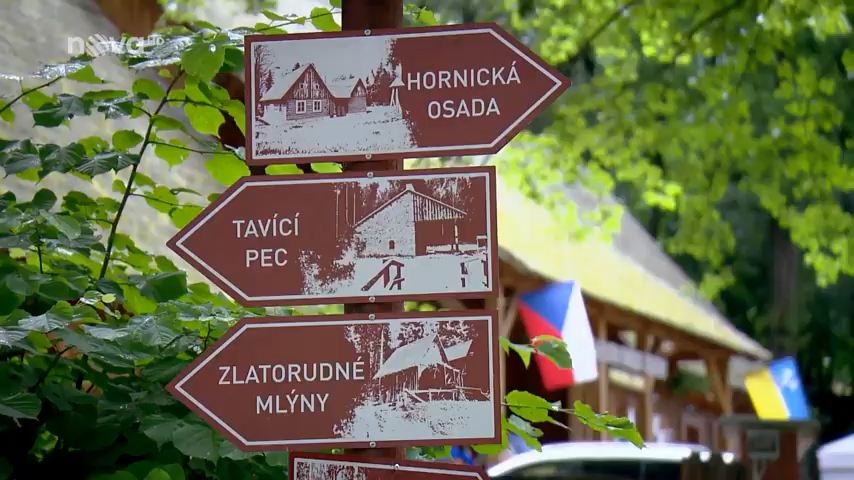 nova
HORNICKÁ
OSADA
TAVÍCÍ
PEC
ZLATORUDNÉ
MLÝNY